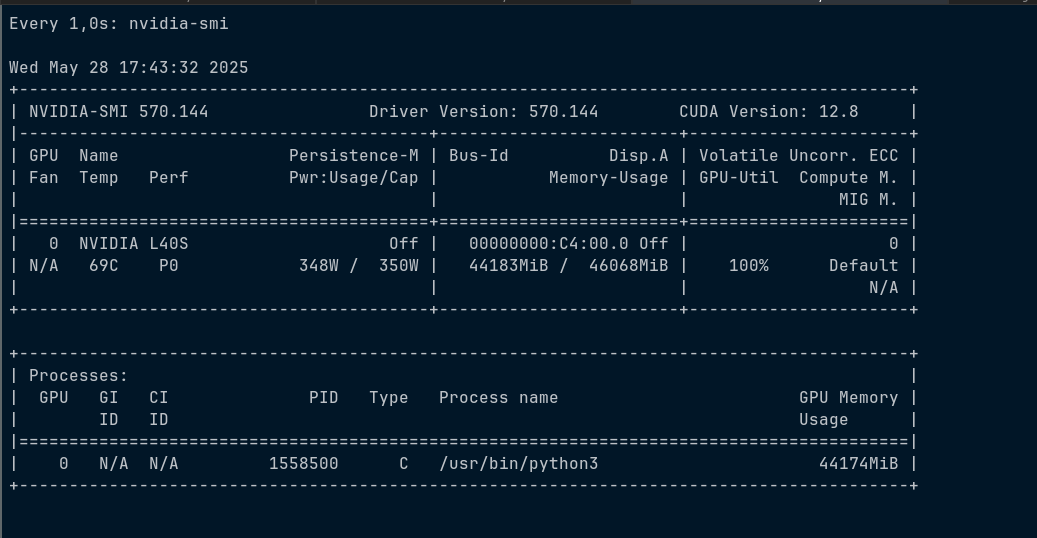 Every 1,0s: nvidia-smi
Wed May 28 17:43:32 2025
+-----------------------------------------------------------------------------------------+
| NVIDIA-SMI 570.144                Driver Version: 570.144        CUDA Version: 12.8     |
|-----------------------------------------+------------------------+----------------------+
| GPU  Name                 Persistence-M | Bus-Id          Disp.A | Volatile Uncorr. ECC |
| Fan  Temp   Perf          Pwr:Usage/Cap |           Memory-Usage | GPU-Util  Compute M. |
|                                         |                        |               MIG M. |
|=========================================+========================+======================|
|   0  NVIDIA L40S                    Off |   00000000:C4:00.0 Off |                    0 |
| N/A   69C    P0            348W /  350W |   44183MiB /  46068MiB |    100%      Default |
|                                         |                        |                  N/A |
+-----------------------------------------+------------------------+----------------------+
+-----------------------------------------------------------------------------------------+
| Processes:                                                                              |
|  GPU   GI   CI              PID   Type   Process name                        GPU Memory |
|        ID   ID                                                               Usage      |
|=========================================================================================|
|    0   N/A  N/A         1558500      C   /usr/bin/python3                      44174MiB |
+-----------------------------------------------------------------------------------------+